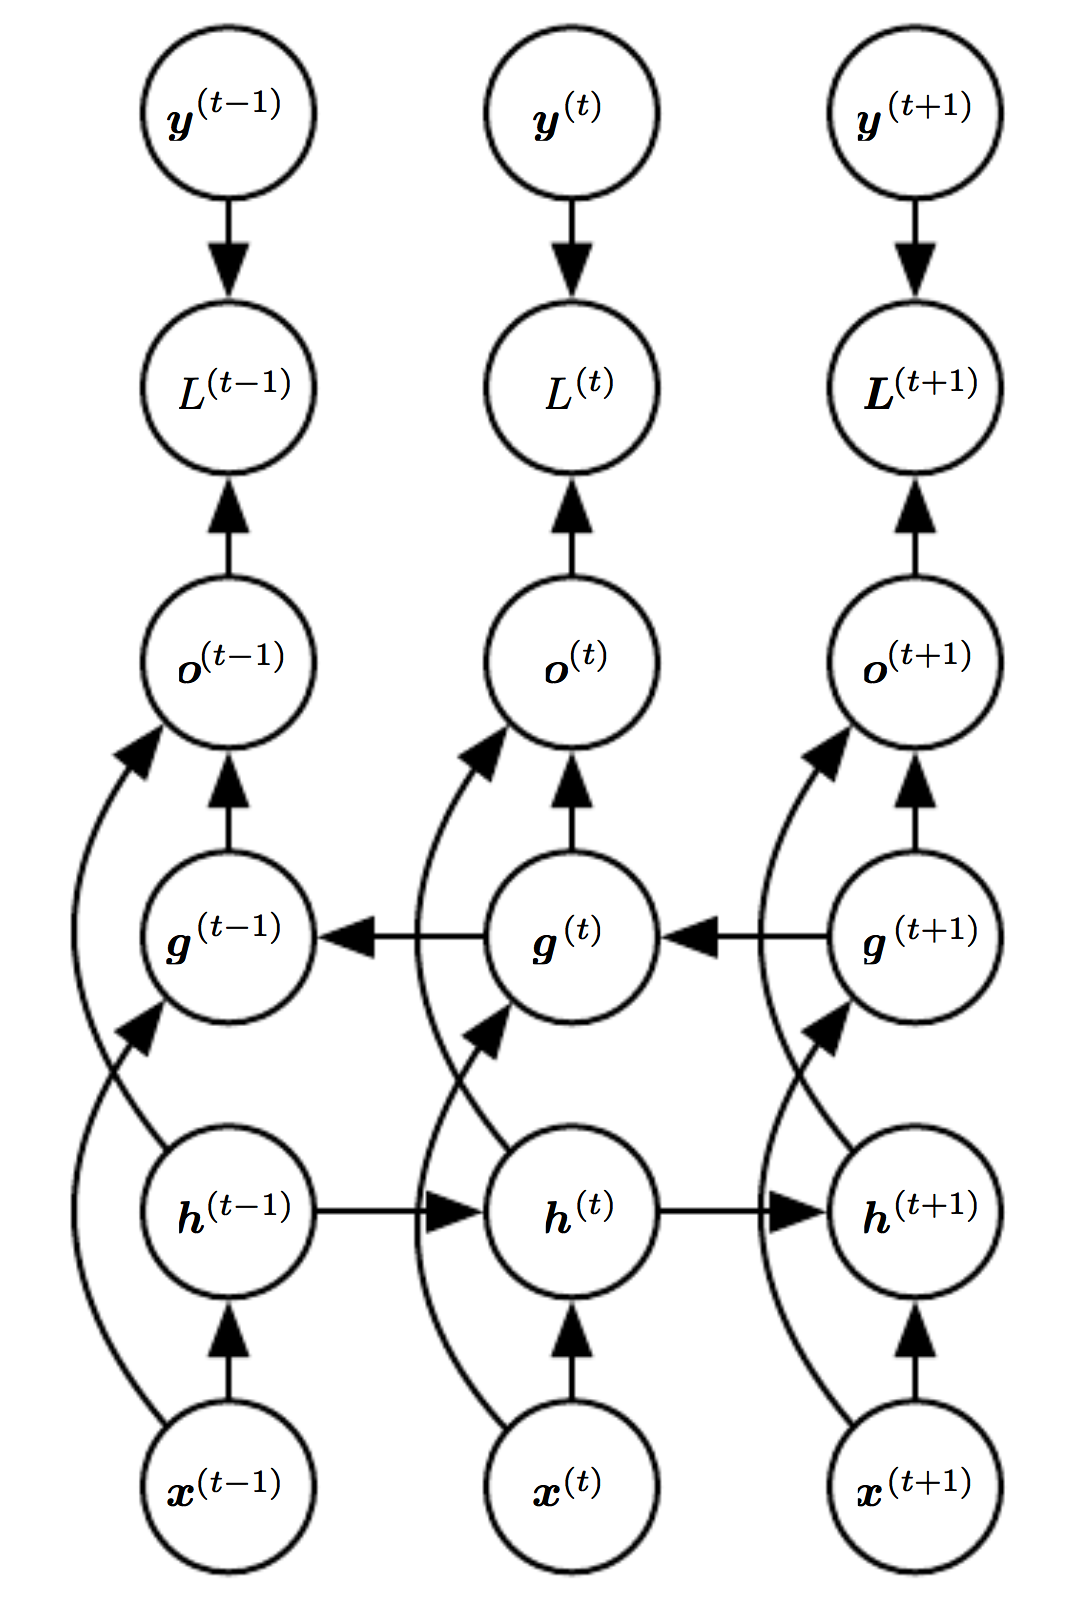 y(t−1) y(t) y(t+1)
L(t−1) L(t) L(t+1)
o(t−1) o(t) o(t+1)
g(t−1) g(t) g(t+1)
h(t−1) h(t) h(t+1)
x(t−1) x(t) x(t+1)